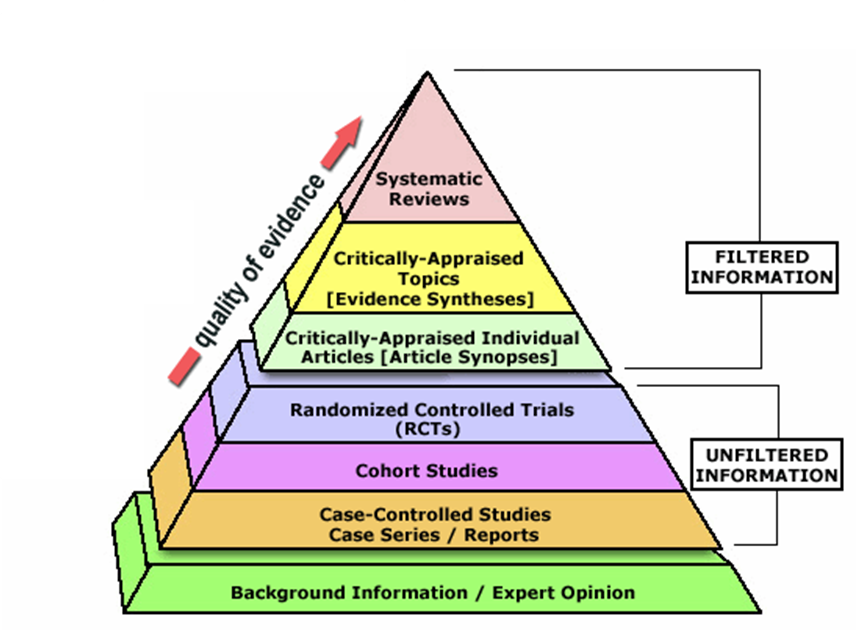 quality of evidence
Systematic
Reviews
Critically-Appraised
Topics
[Evidence Syntheses]
Critically-Appraised Individual
Articles [Article Synopses]
FILTERED
INFORMATION
Randomized Controlled Trials
(RCTs)
Cohort Studies
Case-Controlled Studies
Case Series / Reports
UNFILTERED
INFORMATION
Background Information / Expert Opinion